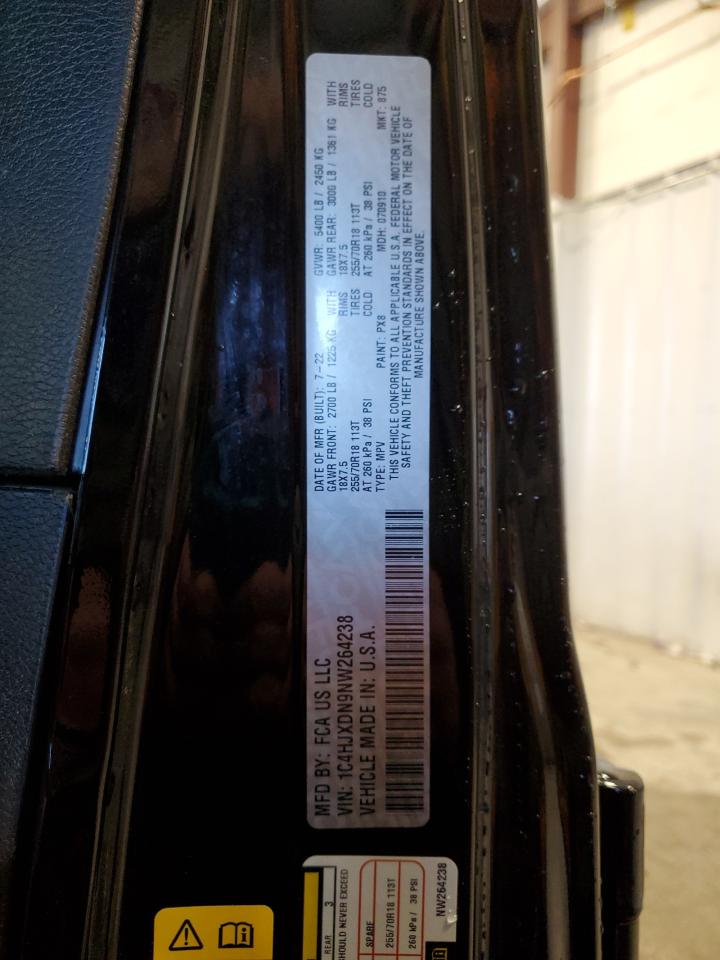 MFD BY: FCA US LLC
VIN: 1C4HJXDN9NW264238
VEHICLE MADE IN: U.S.A.
DATE OF MFR (BUILT): 7-22 GVWR: 5400 LB / 2450 KG
GAWR FRONT: 2700 LB / 1225 KG WITH GAWR REAR: 3000 LB / 1361 KG WITH
18X7.5 RIMS 18X7.5 RIMS
255/70R18 113T TIRES 255/70R18 113T TIRES
AT 260 kPa / 38 PSI COLD AT 260 kPa / 38 PSI COLD
TYPE: MPV PAINT: PX8 MDH: 070910 MKT: 875
THIS VEHICLE CONFORMS TO ALL APPLICABLE U.S.A. FEDERAL MOTOR VEHICLE
SAFETY AND THEFT PREVENTION STANDARDS IN EFFECT ON THE DATE OF
MANUFACTURE SHOWN ABOVE.
REAR 3
SHOULD NEVER EXCEED
SPARE
255/70R18 113T
260 kPa / 38 PSI
NW264238